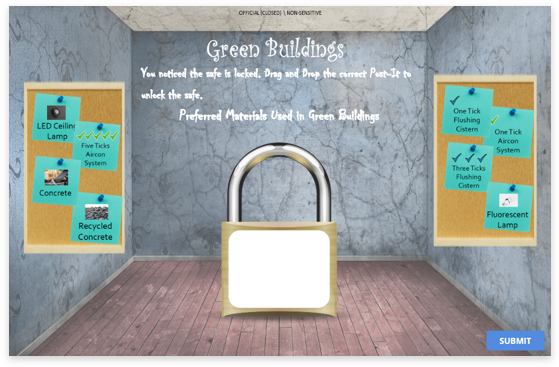 OFFICIAL (CLOSED) \ NON-SENSITIVE
Green Buildings
You noticed the safe is locked. Drag and Drop the correct Post-It to
unlock the safe.
Preferred Materials Used in Green Buildings
LED Ceiling
Lamp
Five Ticks
Aircon
System
Concrete
Recycled
Concrete
One Tick
Flushing
Cistern
One Tick
Aircon
System
Three Ticks
Flushing
Cistern
Fluorescent
Lamp
SUBMIT